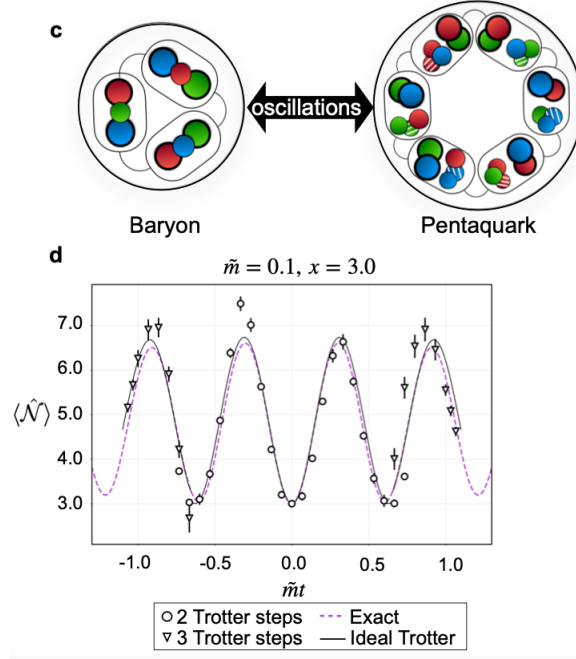 c
oscillations
Baryon
Pentaquark
d
m̃ = 0.1, x = 3.0
7.0
6.0
5.0
4.0
3.0
⟨𝒩̂⟩
-1.0 -0.5 0.0 0.5 1.0
m̃t
2 Trotter steps Exact
3 Trotter steps Ideal Trotter